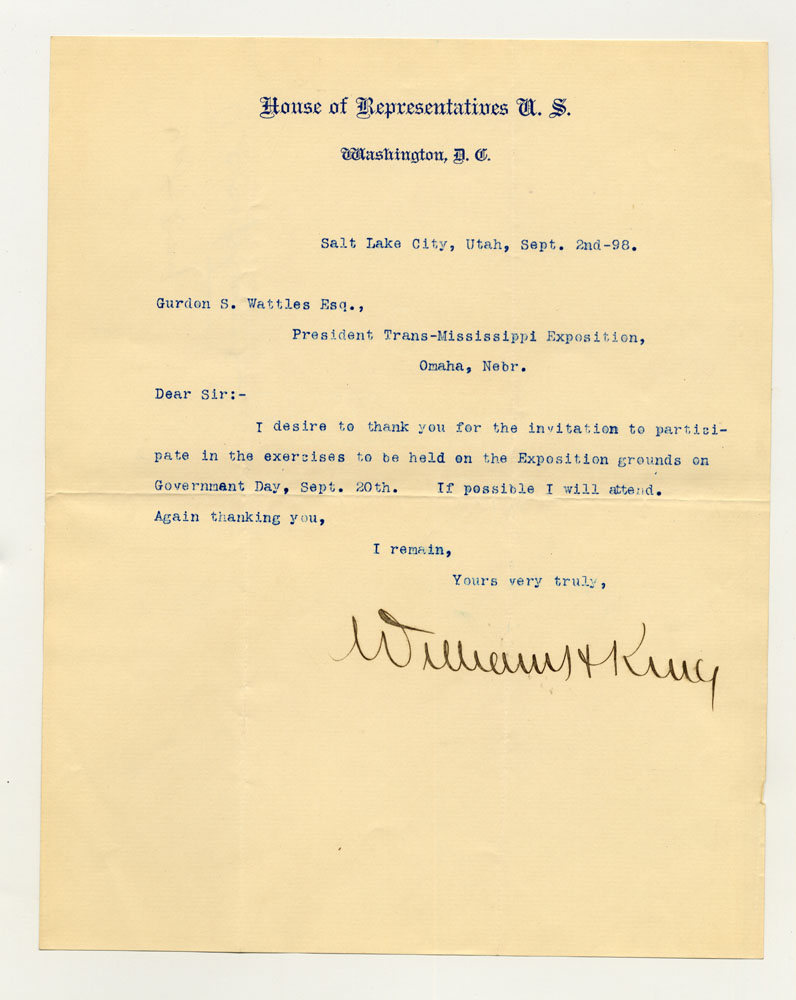 House of Representatives U. S.
Washington, D. C.
Salt Lake City, Utah, Sept. 2nd-98.
Gurdon S. Wattles Esq.,
President Trans-Mississippi Exposition,
Omaha, Nebr.
Dear Sir:-
I desire to thank you for the invitation to partici-
pate in the exercises to be held on the Exposition grounds on
Government Day, Sept. 20th. If possible I will attend.
Again thanking you,
I remain,
Yours very truly,
William H King